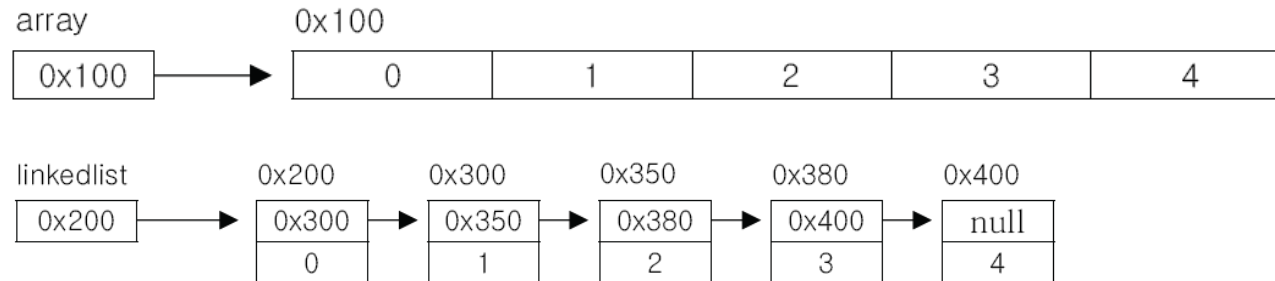 array 0x100
0x100 0 1 2 3 4
linkedlist 0x200 0x300 0x350 0x380 0x400
0x200 0x300 0x350 0x380 0x400 null
0 1 2 3 4